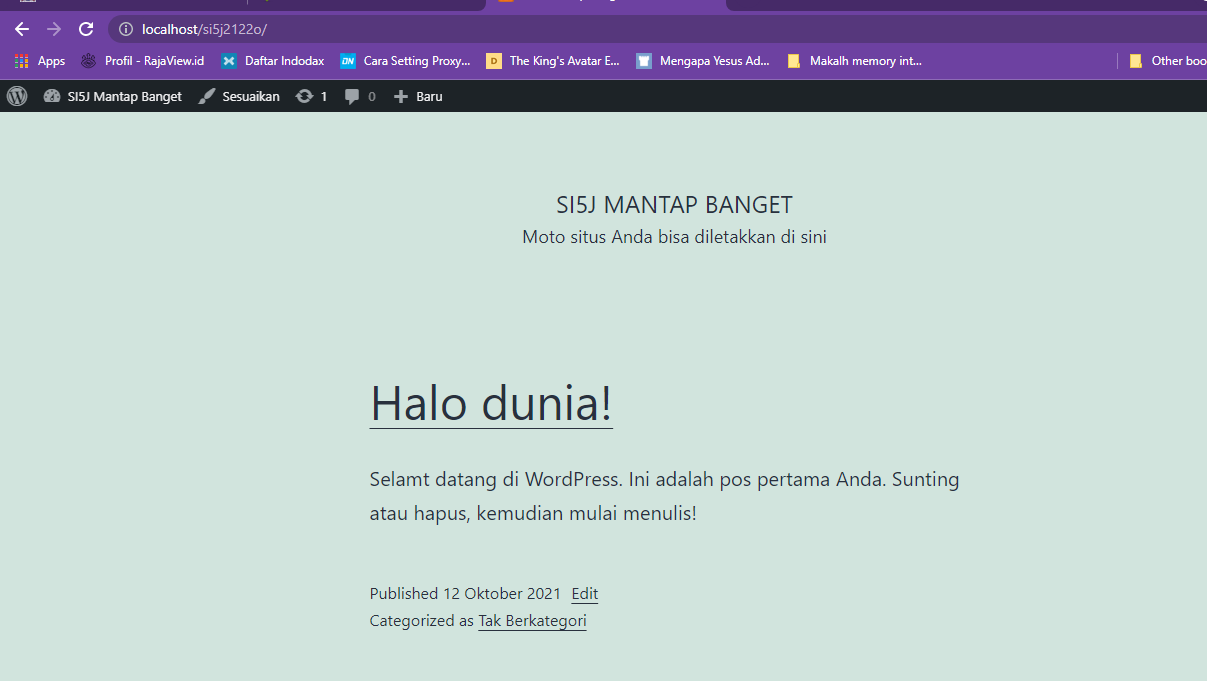 localhost/si5j2122o/
Apps Profil - RajaView.id Daftar Indodax Cara Setting Proxy... The King's Avatar E... Mengapa Yesus Ad... Makalh memory int... Other boo
SI5J Mantap Banget Sesuaikan 1 0 Baru
SI5J MANTAP BANGET
Moto situs Anda bisa diletakkan di sini
Halo dunia!
Selamt datang di WordPress. Ini adalah pos pertama Anda. Sunting
atau hapus, kemudian mulai menulis!
Published 12 Oktober 2021 Edit
Categorized as Tak Berkategori